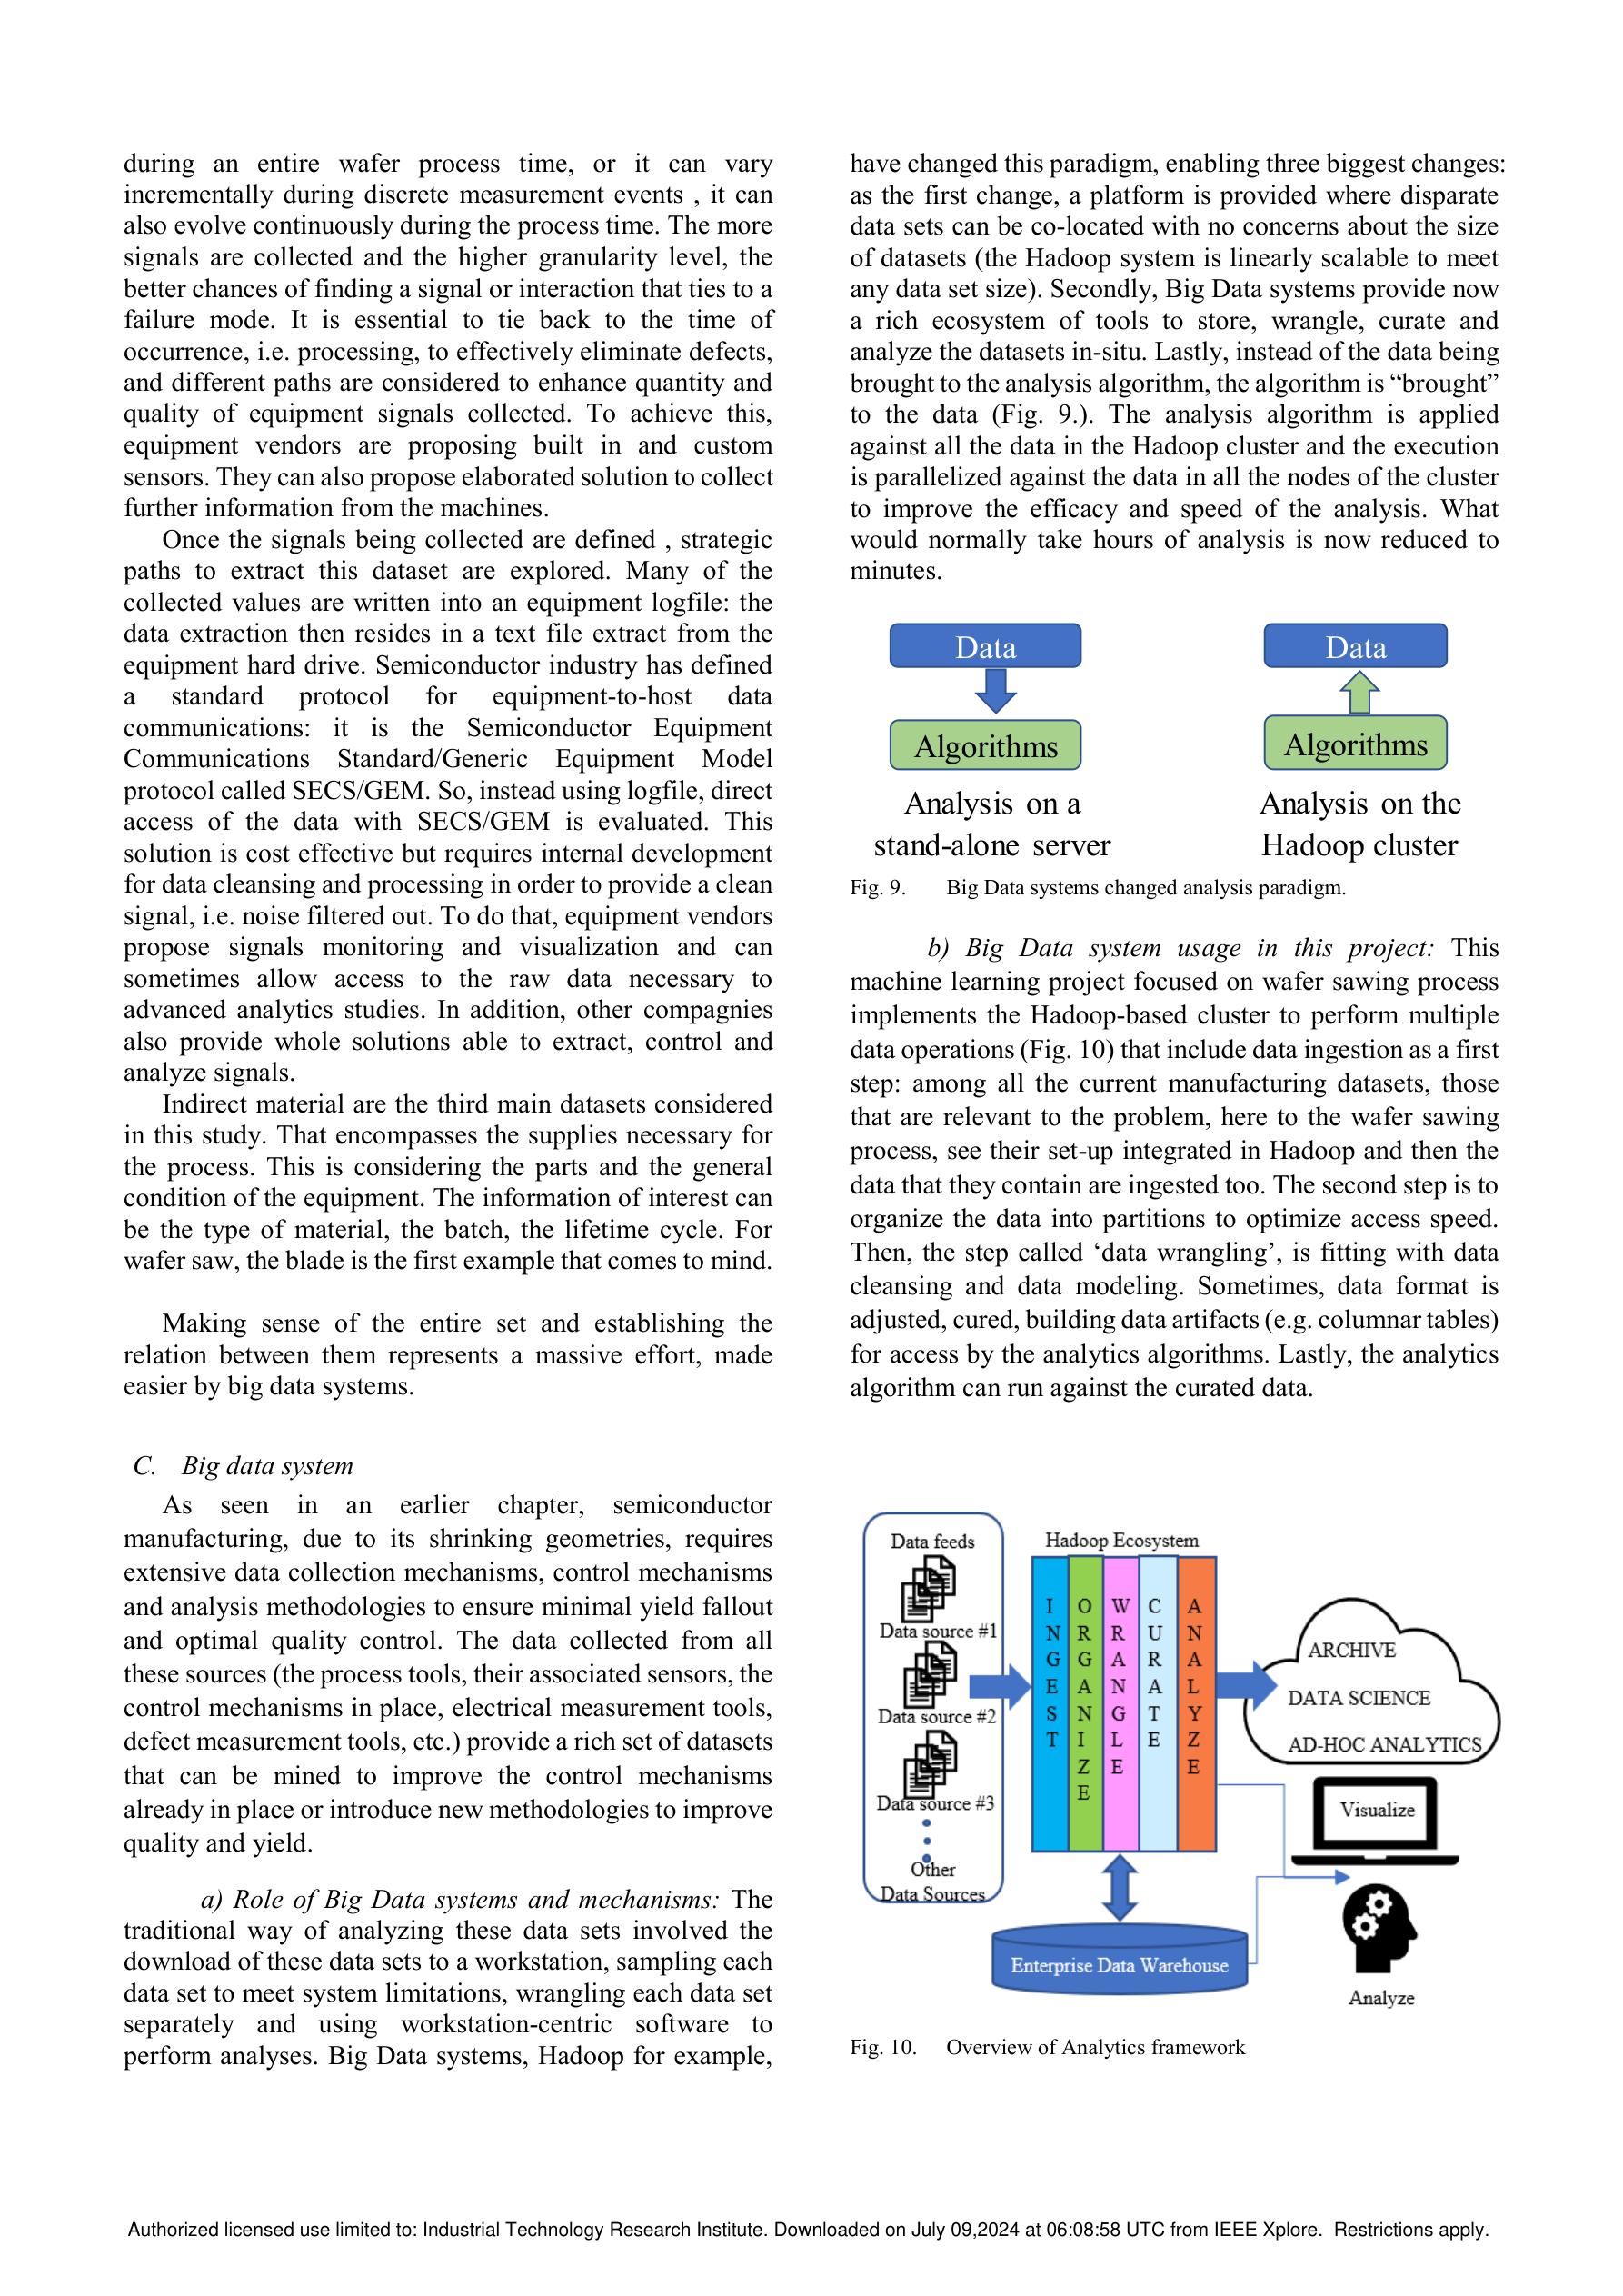 during an entire wafer process time, or it can vary
incrementally during discrete measurement events , it can
also evolve continuously during the process time. The more
signals are collected and the higher granularity level, the
better chances of finding a signal or interaction that ties to a
failure mode. It is essential to tie back to the time of
occurrence, i.e. processing, to effectively eliminate defects,
and different paths are considered to enhance quantity and
quality of equipment signals collected. To achieve this,
equipment vendors are proposing built in and custom
sensors. They can also propose elaborated solution to collect
further information from the machines.
Once the signals being collected are defined , strategic
paths to extract this dataset are explored. Many of the
collected values are written into an equipment logfile: the
data extraction then resides in a text file extract from the
equipment hard drive. Semiconductor industry has defined
a standard protocol for equipment-to-host data
communications: it is the Semiconductor Equipment
Communications Standard/Generic Equipment Model
protocol called SECS/GEM. So, instead using logfile, direct
access of the data with SECS/GEM is evaluated. This
solution is cost effective but requires internal development
for data cleansing and processing in order to provide a clean
signal, i.e. noise filtered out. To do that, equipment vendors
propose signals monitoring and visualization and can
sometimes allow access to the raw data necessary to
advanced analytics studies. In addition, other compagnies
also provide whole solutions able to extract, control and
analyze signals.
Indirect material are the third main datasets considered
in this study. That encompasses the supplies necessary for
the process. This is considering the parts and the general
condition of the equipment. The information of interest can
be the type of material, the batch, the lifetime cycle. For
wafer saw, the blade is the first example that comes to mind.
Making sense of the entire set and establishing the
relation between them represents a massive effort, made
easier by big data systems.
C. Big data system
As seen in an earlier chapter, semiconductor
manufacturing, due to its shrinking geometries, requires
extensive data collection mechanisms, control mechanisms
and analysis methodologies to ensure minimal yield fallout
and optimal quality control. The data collected from all
these sources (the process tools, their associated sensors, the
control mechanisms in place, electrical measurement tools,
defect measurement tools, etc.) provide a rich set of datasets
that can be mined to improve the control mechanisms
already in place or introduce new methodologies to improve
quality and yield.
a) Role of Big Data systems and mechanisms: The
traditional way of analyzing these data sets involved the
download of these data sets to a workstation, sampling each
data set to meet system limitations, wrangling each data set
separately and using workstation-centric software to
perform analyses. Big Data systems, Hadoop for example,
have changed this paradigm, enabling three biggest changes:
as the first change, a platform is provided where disparate
data sets can be co-located with no concerns about the size
of datasets (the Hadoop system is linearly scalable to meet
any data set size). Secondly, Big Data systems provide now
a rich ecosystem of tools to store, wrangle, curate and
analyze the datasets in-situ. Lastly, instead of the data being
brought to the analysis algorithm, the algorithm is “brought”
to the data (Fig. 9.). The analysis algorithm is applied
against all the data in the Hadoop cluster and the execution
is parallelized against the data in all the nodes of the cluster
to improve the efficacy and speed of the analysis. What
would normally take hours of analysis is now reduced to
minutes.
Data
Algorithms
Analysis on a
stand-alone server
Data
Algorithms
Analysis on the
Hadoop cluster
Fig. 9. Big Data systems changed analysis paradigm.
b) Big Data system usage in this project: This
machine learning project focused on wafer sawing process
implements the Hadoop-based cluster to perform multiple
data operations (Fig. 10) that include data ingestion as a first
step: among all the current manufacturing datasets, those
that are relevant to the problem, here to the wafer sawing
process, see their set-up integrated in Hadoop and then the
data that they contain are ingested too. The second step is to
organize the data into partitions to optimize access speed.
Then, the step called ‘data wrangling’, is fitting with data
cleansing and data modeling. Sometimes, data format is
adjusted, cured, building data artifacts (e.g. columnar tables)
for access by the analytics algorithms. Lastly, the analytics
algorithm can run against the curated data.
Data feeds
Data source #1
Data source #2
Data source #3
Other
Data Sources
Hadoop Ecosystem
INGEST
ORGANIZE
WRANGLE
CURATE
ANALYZE
ARCHIVE
DATA SCIENCE
AD-HOC ANALYTICS
Visualize
Enterprise Data Warehouse
Analyze
Fig. 10. Overview of Analytics framework
Authorized licensed use limited to: Industrial Technology Research Institute. Downloaded on July 09,2024 at 06:08:58 UTC from IEEE Xplore. Restrictions apply.